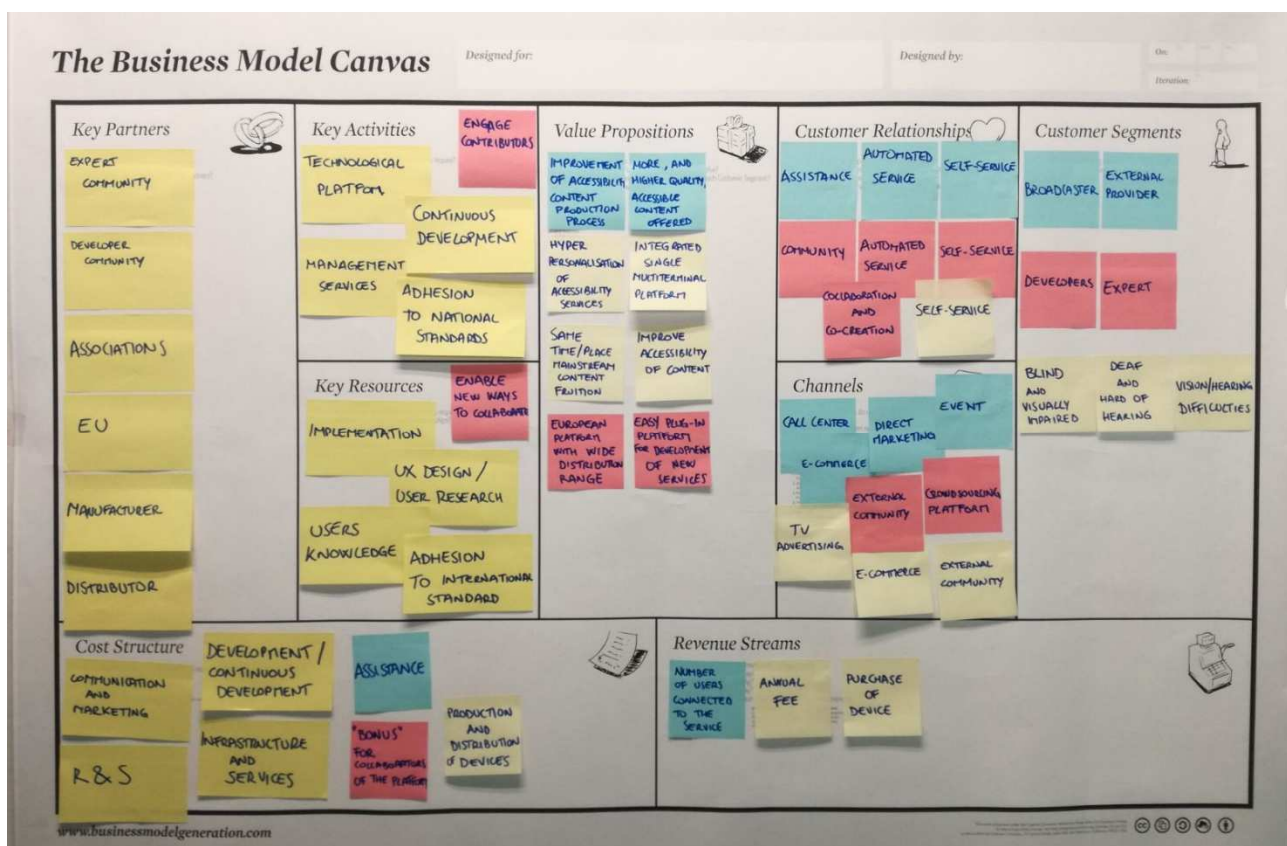 The Business Model Canvas
Designed for:
Designed by:
On:
Iteration:
Key Partners
EXPERT
COMMUNITY
DEVELOPER
COMMUNITY
ASSOCIATIONS
EU
MANUFACTURER
DISTRIBUTOR
Key Activities
ENGAGE
CONTRIBUTORS
TECHNOLOGICAL
PLATFORM
CONTINUOUS
DEVELOPMENT
MANAGEMENT
SERVICES
ADHESION
TO NATIONAL
STANDARDS
Key Resources
ENABLE
NEW WAYS
TO COLLABORATE
IMPLEMENTATION
UX DESIGN /
USER RESEARCH
USERS
KNOWLEDGE
ADHESION
TO INTERNATIONAL
STANDARD
Value Propositions
IMPROVEMENT
OF ACCESSIBILITY
CONTENT
PRODUCTION
PROCESS
MORE, AND
HIGHER QUALITY,
ACCESSIBLE
CONTENT
OFFERED
HYPER
PERSONALISATION
OF
ACCESSIBILITY
SERVICES
INTEGRATED
SINGLE
MULTITERMINAL
PLATFORM
SAME
TIME/PLACE
MAINSTREAM
CONTENT
FRUITION
IMPROVE
ACCESSIBILITY
OF CONTENT
EUROPEAN
PLATFORM
WITH WIDE
DISTRIBUTION
RANGE
EASY PLUG-IN
PLATFORM
FOR DEVELOPMENT
OF NEW
SERVICES
Customer Relationships
ASSISTANCE
AUTOMATED
SERVICE
SELF-SERVICE
COMMUNITY
AUTOMATED
SERVICE
SELF-SERVICE
COLLABORATION
AND
CO-CREATION
SELF-SERVICE
Channels
CALL CENTER
DIRECT
MARKETING
EVENT
E-COMMERCE
EXTERNAL
COMMUNITY
CROWDSOURCING
PLATFORM
TV
ADVERTISING
E-COMMERCE
EXTERNAL
COMMUNITY
Customer Segments
BROADCASTER
EXTERNAL
PROVIDER
DEVELOPERS
EXPERT
BLIND
AND
VISUALLY
IMPAIRED
DEAF
AND
HARD OF
HEARING
VISION/HEARING
DIFFICULTIES
Cost Structure
COMMUNICATION
AND
MARKETING
DEVELOPMENT /
CONTINUOUS
DEVELOPMENT
ASSISTANCE
R & S
INFRASTRUCTURE
AND
SERVICES
"BONUS"
FOR
COLLABORATORS
OF THE PLATFORM
PRODUCTION
AND
DISTRIBUTION
OF DEVICES
Revenue Streams
NUMBER
OF USERS
CONNECTED
TO THE
SERVICE
ANNUAL
FEE
PURCHASE
OF
DEVICE
www.businessmodelgeneration.com